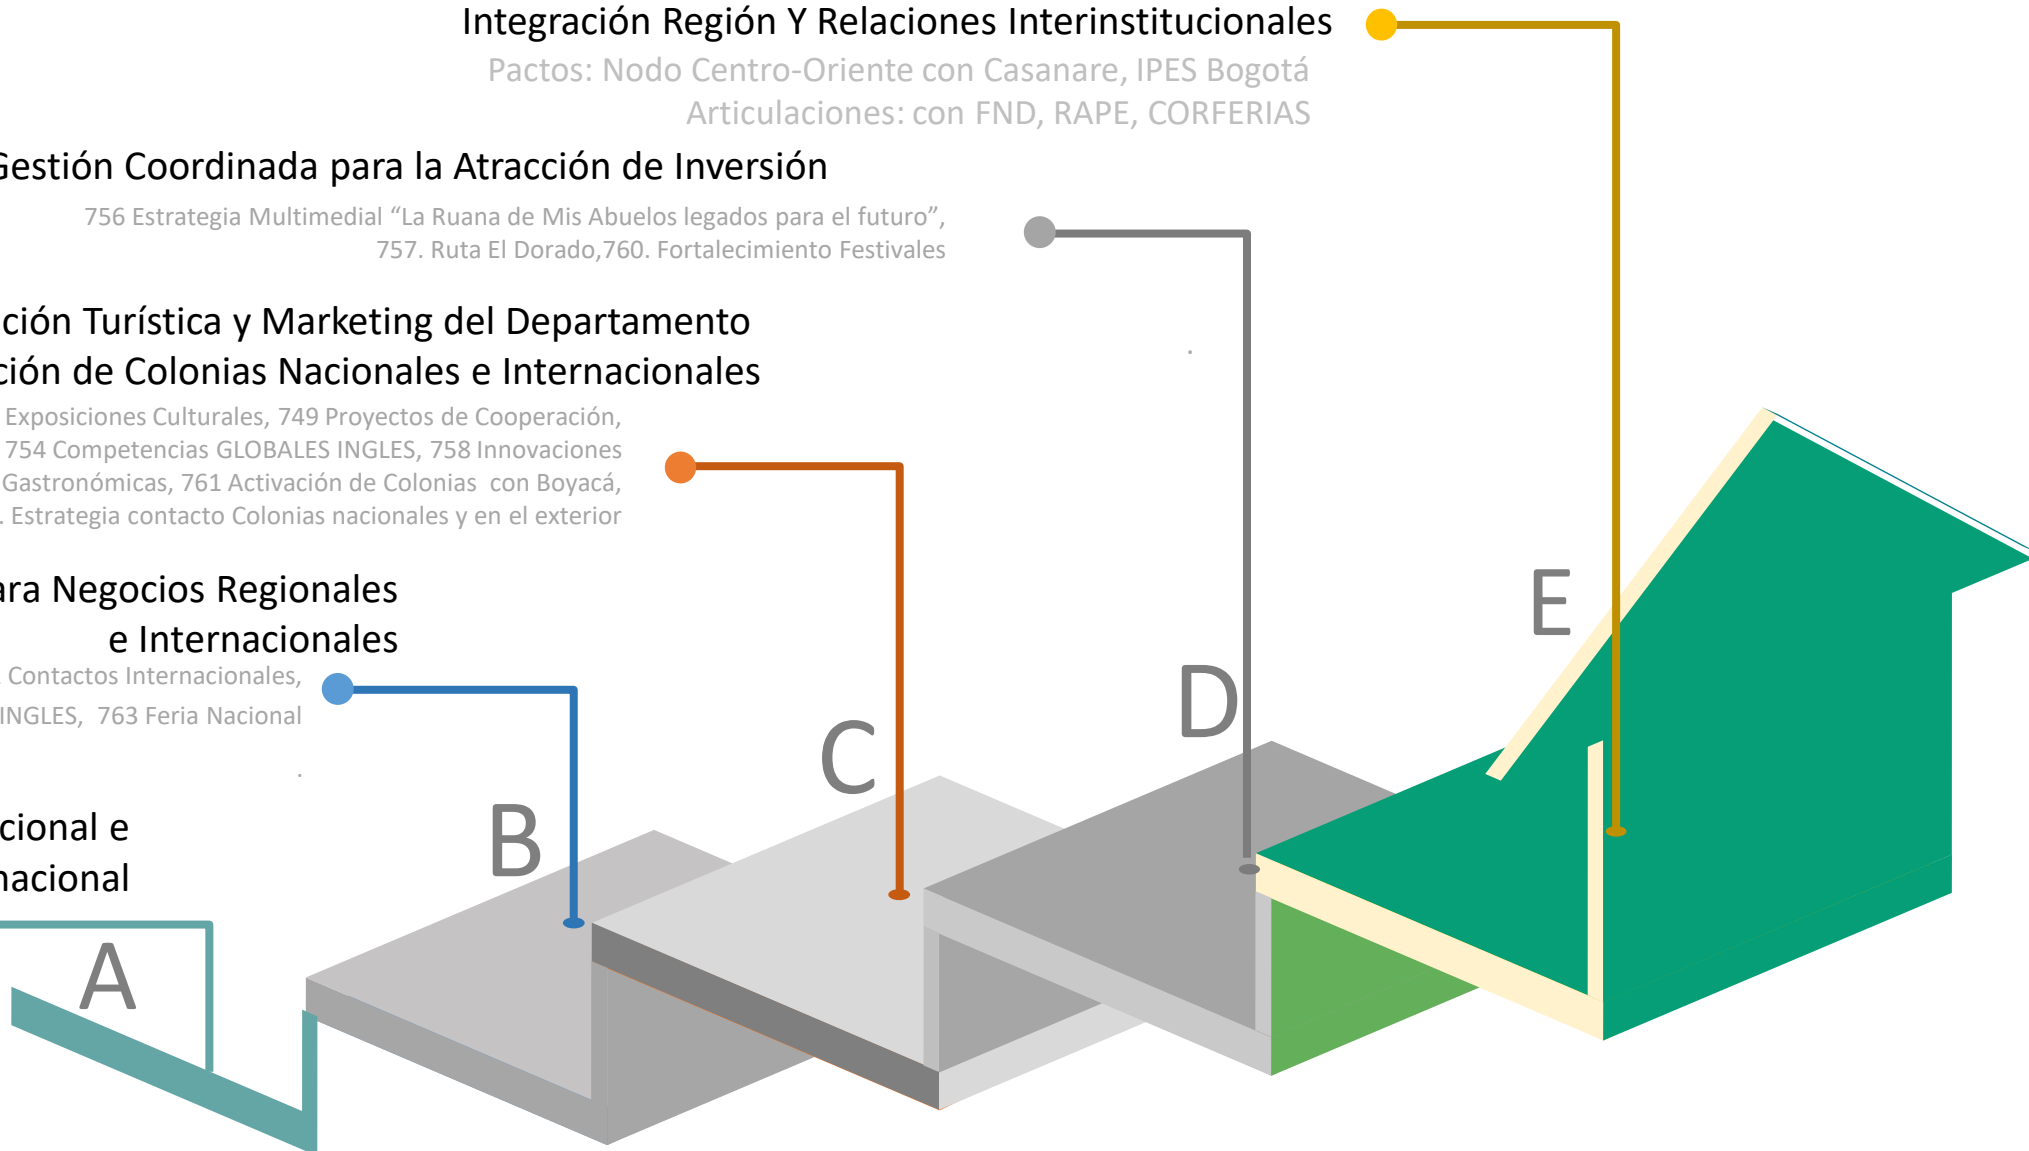 Integración Región Y Relaciones Interinstitucionales
Pactos: Nodo Centro-Oriente con Casanare, IPES Bogotá
Articulaciones: con FND, RAPE, CORFERIAS
Gestión Coordinada para la Atracción de Inversión
756 Estrategia Multimedial “La Ruana de Mis Abuelos legados para el futuro”,
757. Ruta El Dorado,760. Fortalecimiento Festivales
ción Turística y Marketing del Departamento
ción de Colonias Nacionales e Internacionales
Exposiciones Culturales, 749 Proyectos de Cooperación,
754 Competencias GLOBALES INGLES, 758 Innovaciones
Gastronómicas, 761 Activación de Colonias con Boyacá,
. Estrategia contacto Colonias nacionales y en el exterior
ara Negocios Regionales
e Internacionales
. Contactos Internacionales,
INGLES, 763 Feria Nacional
.
.
cional e
nacional
A
B
C
D
E